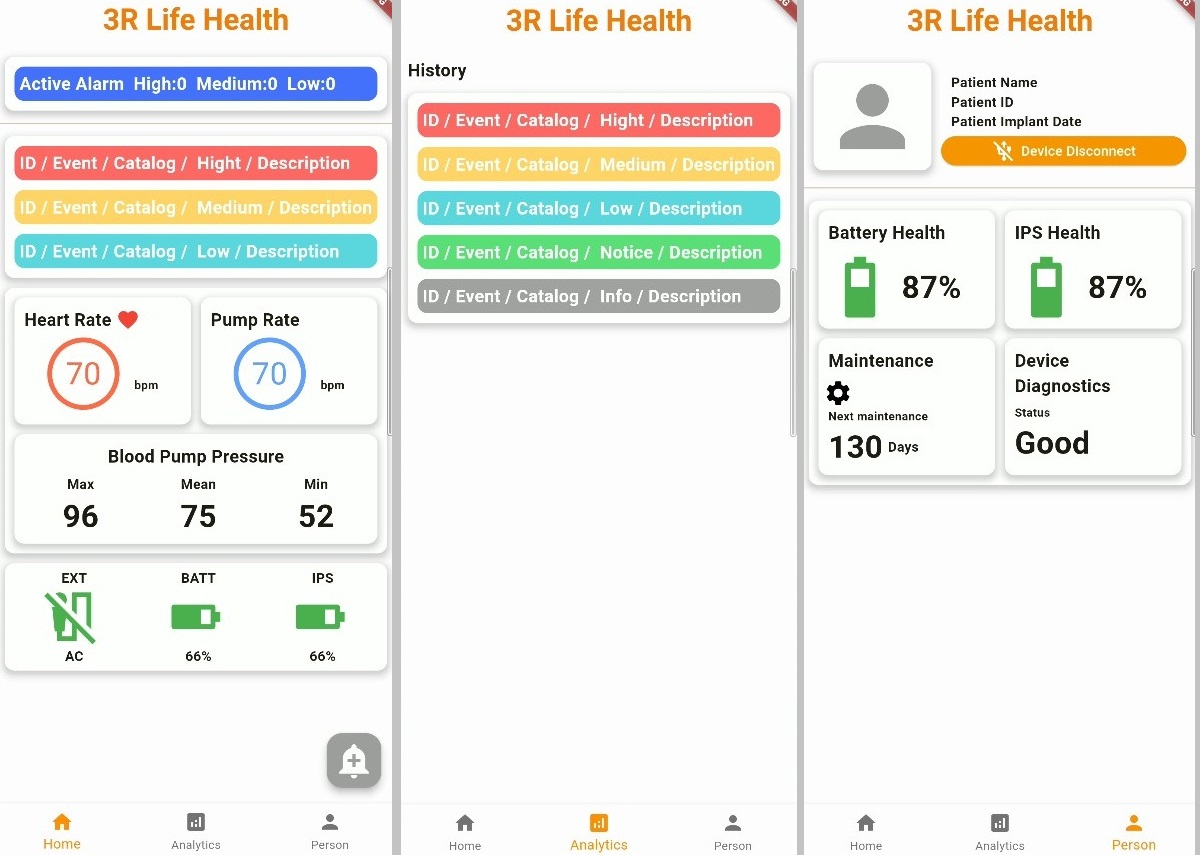 3R Life Health
Active Alarm High:0 Medium:0 Low:0
ID / Event / Catalog / Hight / Description
ID / Event / Catalog / Medium / Description
ID / Event / Catalog / Low / Description
Heart Rate
70
bpm
Pump Rate
70
bpm
Blood Pump Pressure
Max
Mean
Min
96
75
52
EXT
BATT
IPS
AC
66%
66%
Home
Analytics
Person
3R Life Health
History
ID / Event / Catalog / Hight / Description
ID / Event / Catalog / Medium / Description
ID / Event / Catalog / Low / Description
ID / Event / Catalog / Notice / Description
ID / Event / Catalog / Info / Description
Home
Analytics
Person
3R Life Health
Patient Name
Patient ID
Patient Implant Date
Device Disconnect
Battery Health
87%
IPS Health
87%
Maintenance
Next maintenance
130 Days
Device
Diagnostics
Status
Good
Home
Analytics
Person